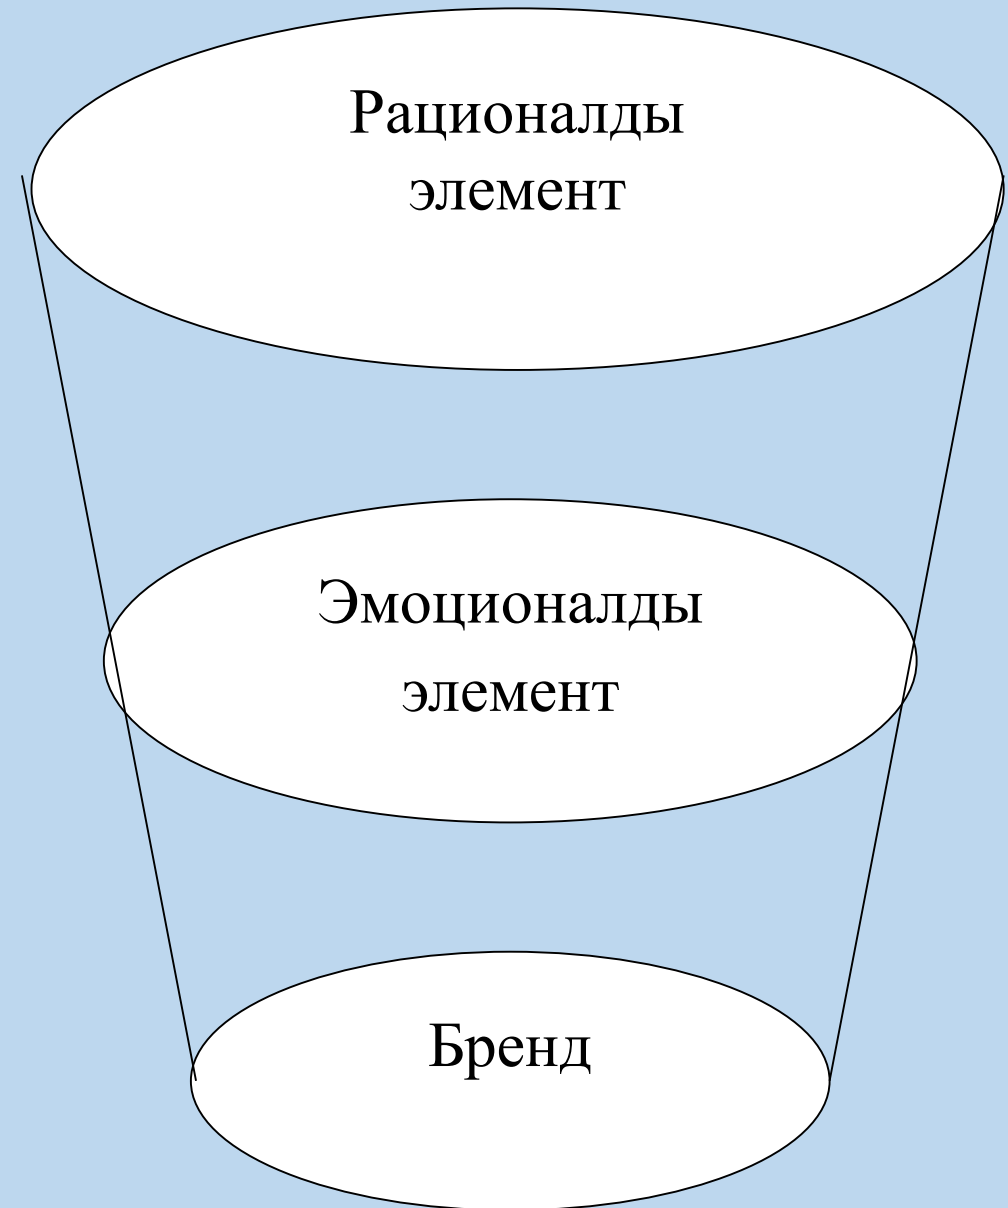 Рационалды
элемент
Эмоционалды
элемент
Бренд